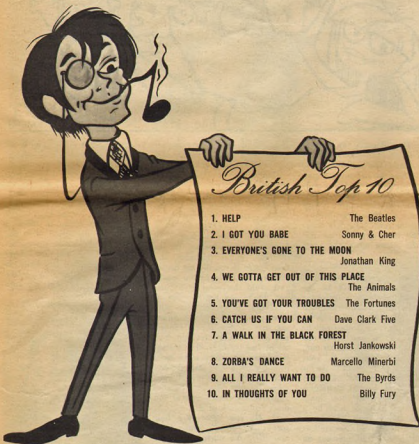 British Top 10
1. HELP The Beatles
2. I GOT YOU BABE Sonny & Cher
3. EVERYONE'S GONE TO THE MOON
Jonathan King
4. WE GOTTA GET OUT OF THIS PLACE
The Animals
5. YOU'VE GOT YOUR TROUBLES The Fortunes
6. CATCH US IF YOU CAN Dave Clark Five
7. A WALK IN THE BLACK FOREST
Horst Jankowski
8. ZORBA'S DANCE Marcello Minerbi
9. ALL I REALLY WANT TO DO The Byrds
10. IN THOUGHTS OF YOU Billy Fury